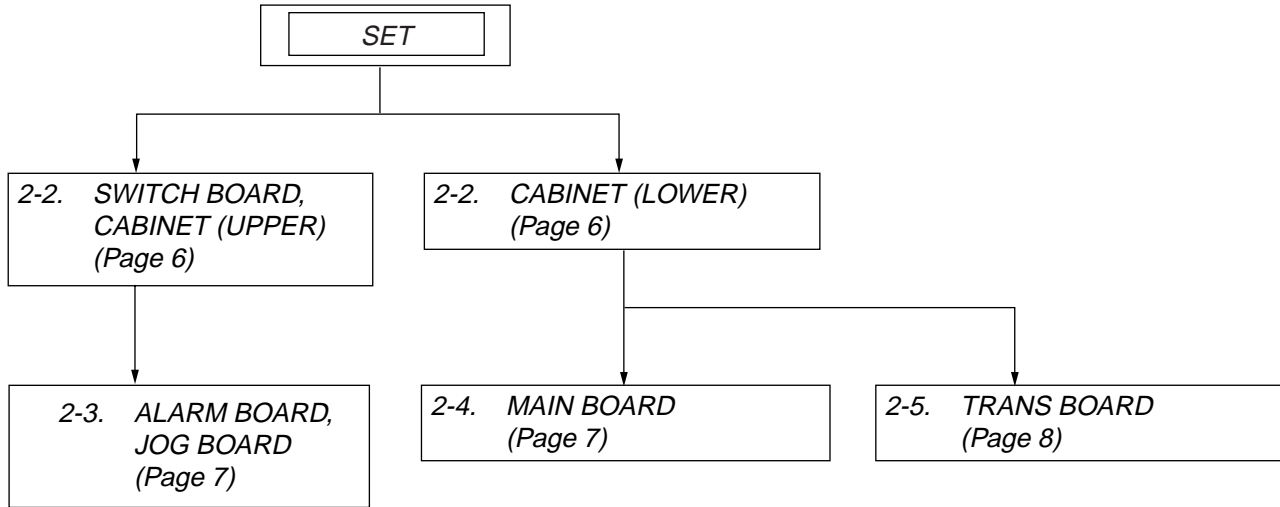 SET
2-2. SWITCH BOARD,
CABINET (UPPER)
(Page 6)
2-2. CABINET (LOWER)
(Page 6)
2-3. ALARM BOARD,
JOG BOARD
(Page 7)
2-4. MAIN BOARD
(Page 7)
2-5. TRANS BOARD
(Page 8)